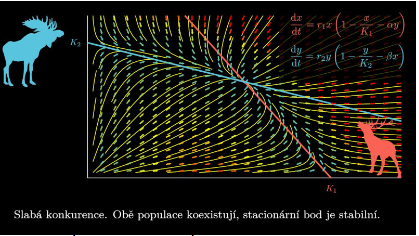 dx/dt = r₁x (1 − x/K₁ − αy)
dy/dt = r₂y (1 − y/K₂ − βx)
K₂
K₁
Slabá konkurence. Obě populace koexistují, stacionární bod je stabilní.